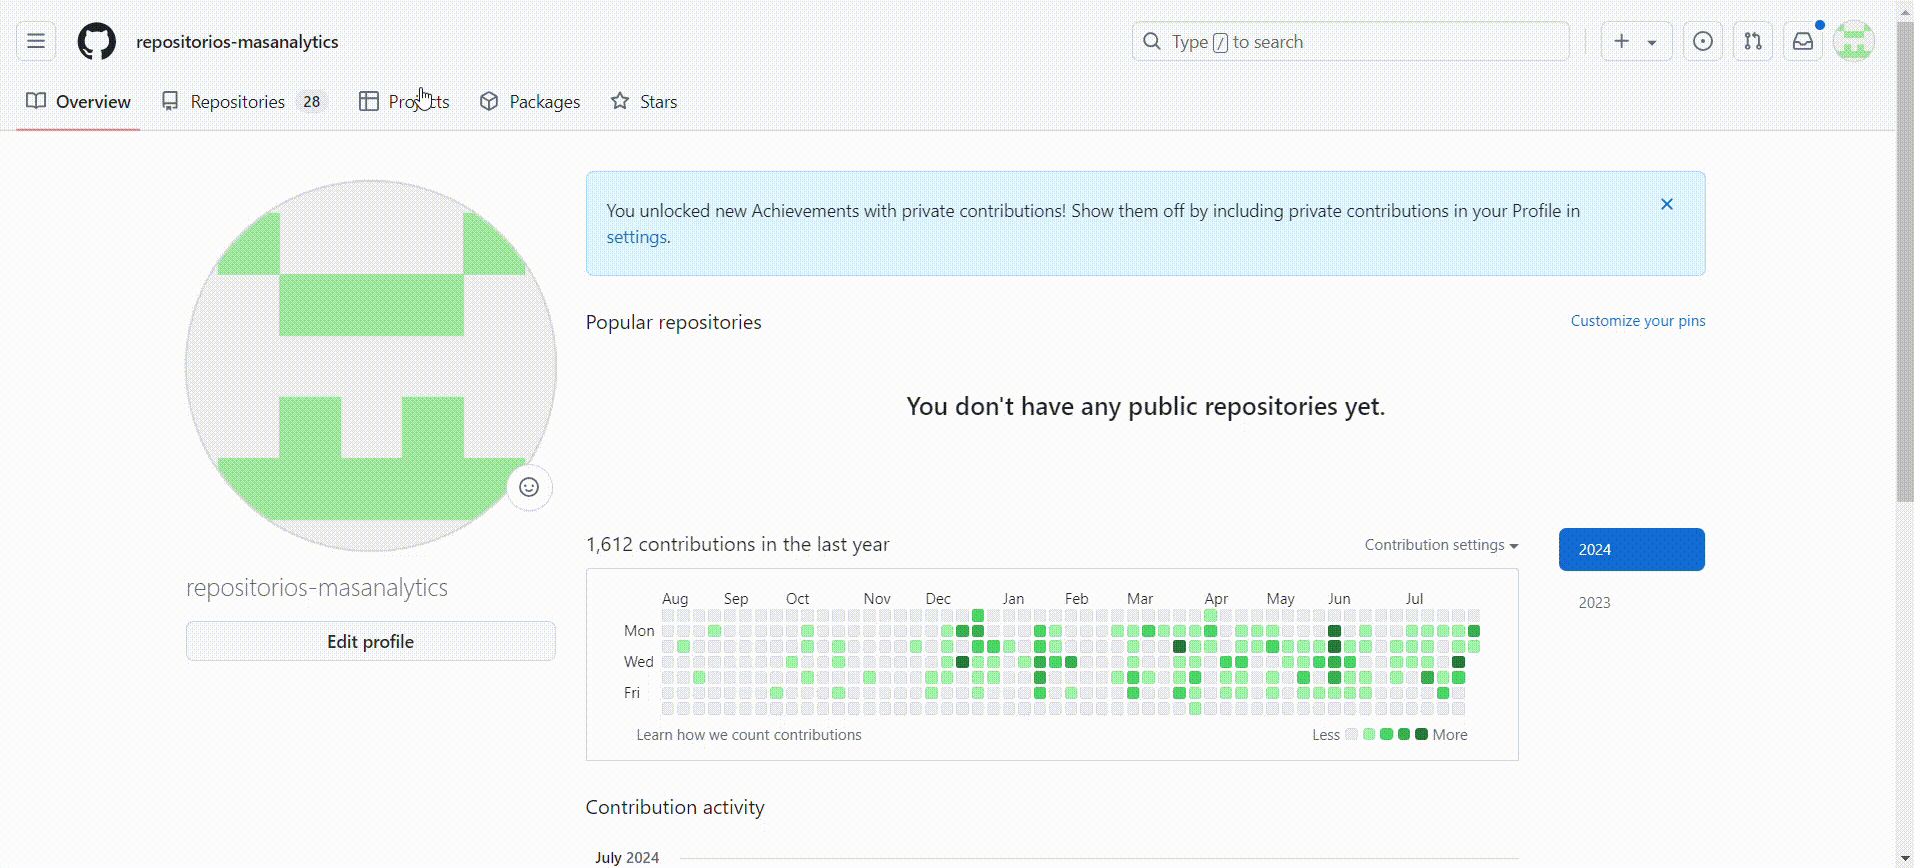 repositorios-masanalytics
Type / to search
Overview
Repositories 28
Projects
Packages
Stars
You unlocked new Achievements with private contributions! Show them off by including private contributions in your Profile in
settings.
Popular repositories
Customize your pins
You don't have any public repositories yet.
repositorios-masanalytics
Edit profile
1,612 contributions in the last year
Contribution settings
2024
2023
Aug Sep Oct Nov Dec Jan Feb Mar Apr May Jun Jul
Mon
Wed
Fri
Learn how we count contributions
Less More
Contribution activity
July 2024